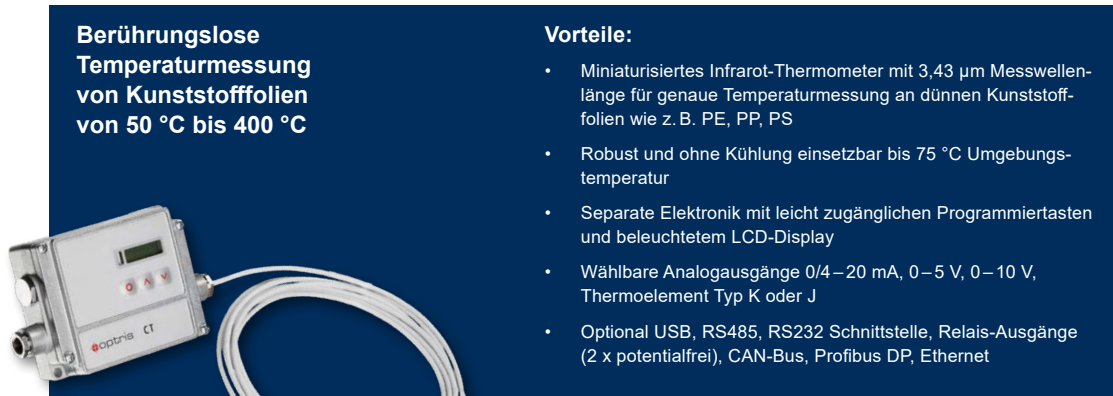 Berührungslose
Temperaturmessung
von Kunststofffolien
von 50 °C bis 400 °C
Vorteile:
• Miniaturisiertes Infrarot-Thermometer mit 3,43 µm Messwellen-
länge für genaue Temperaturmessung an dünnen Kunststoff-
folien wie z. B. PE, PP, PS
• Robust und ohne Kühlung einsetzbar bis 75 °C Umgebungs-
temperatur
• Separate Elektronik mit leicht zugänglichen Programmiertasten
und beleuchtetem LCD-Display
• Wählbare Analogausgänge 0/4 – 20 mA, 0 – 5 V, 0 – 10 V,
Thermoelement Typ K oder J
• Optional USB, RS485, RS232 Schnittstelle, Relais-Ausgänge
(2 x potentialfrei), CAN-Bus, Profibus DP, Ethernet
optris CT